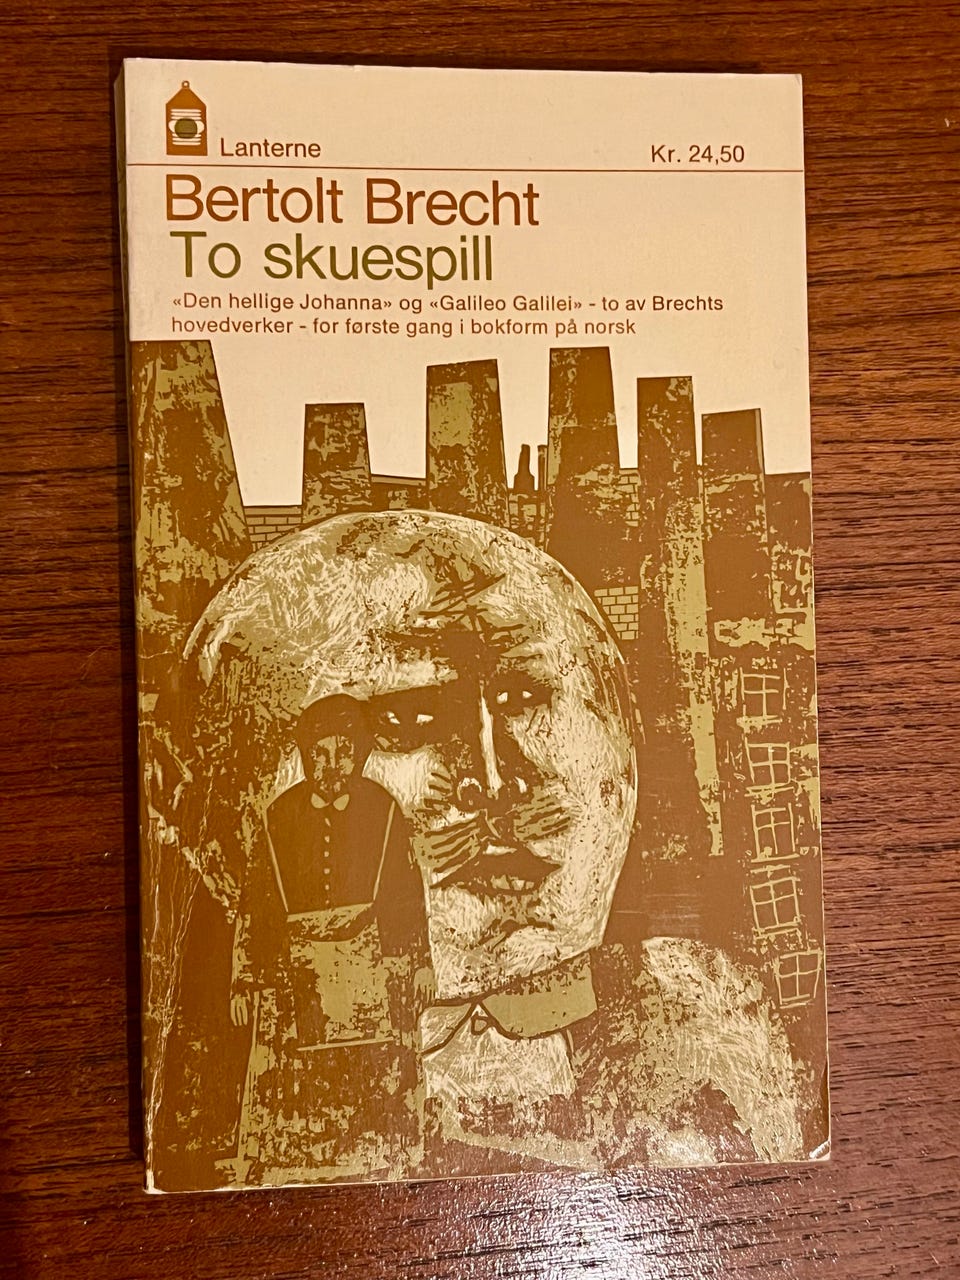 Lanterne
Kr. 24,50
Bertolt Brecht
To skuespill
«Den hellige Johanna» og «Galileo Galilei» - to av Brechts
hovedverker - for første gang i bokform på norsk